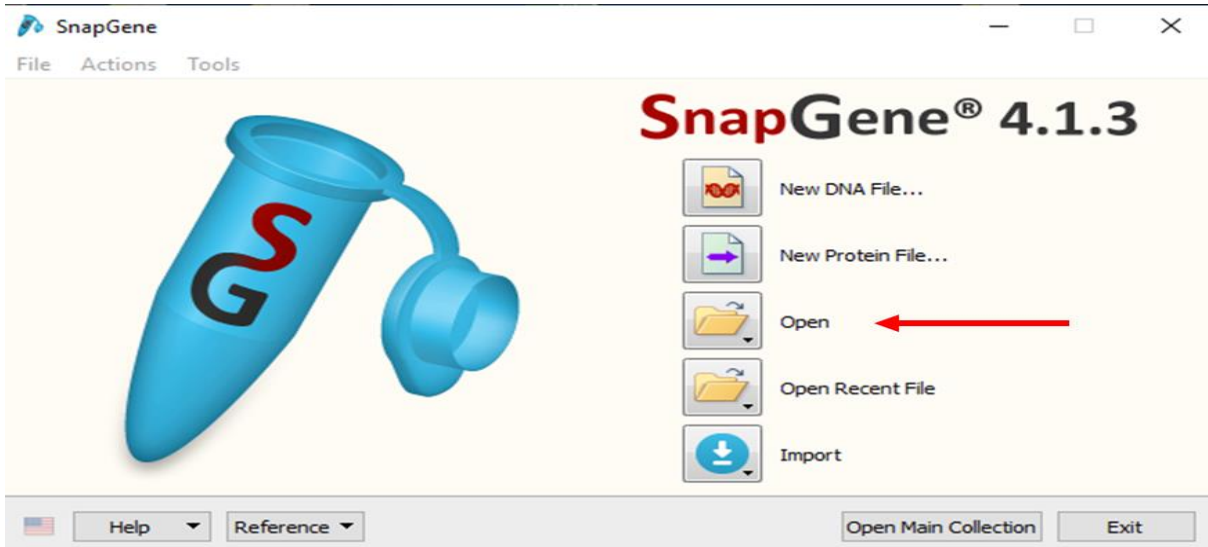 SnapGene
File Actions Tools
SnapGene® 4.1.3
SG
New DNA File...
New Protein File...
Open
Open Recent File
Import
Help Reference Open Main Collection Exit